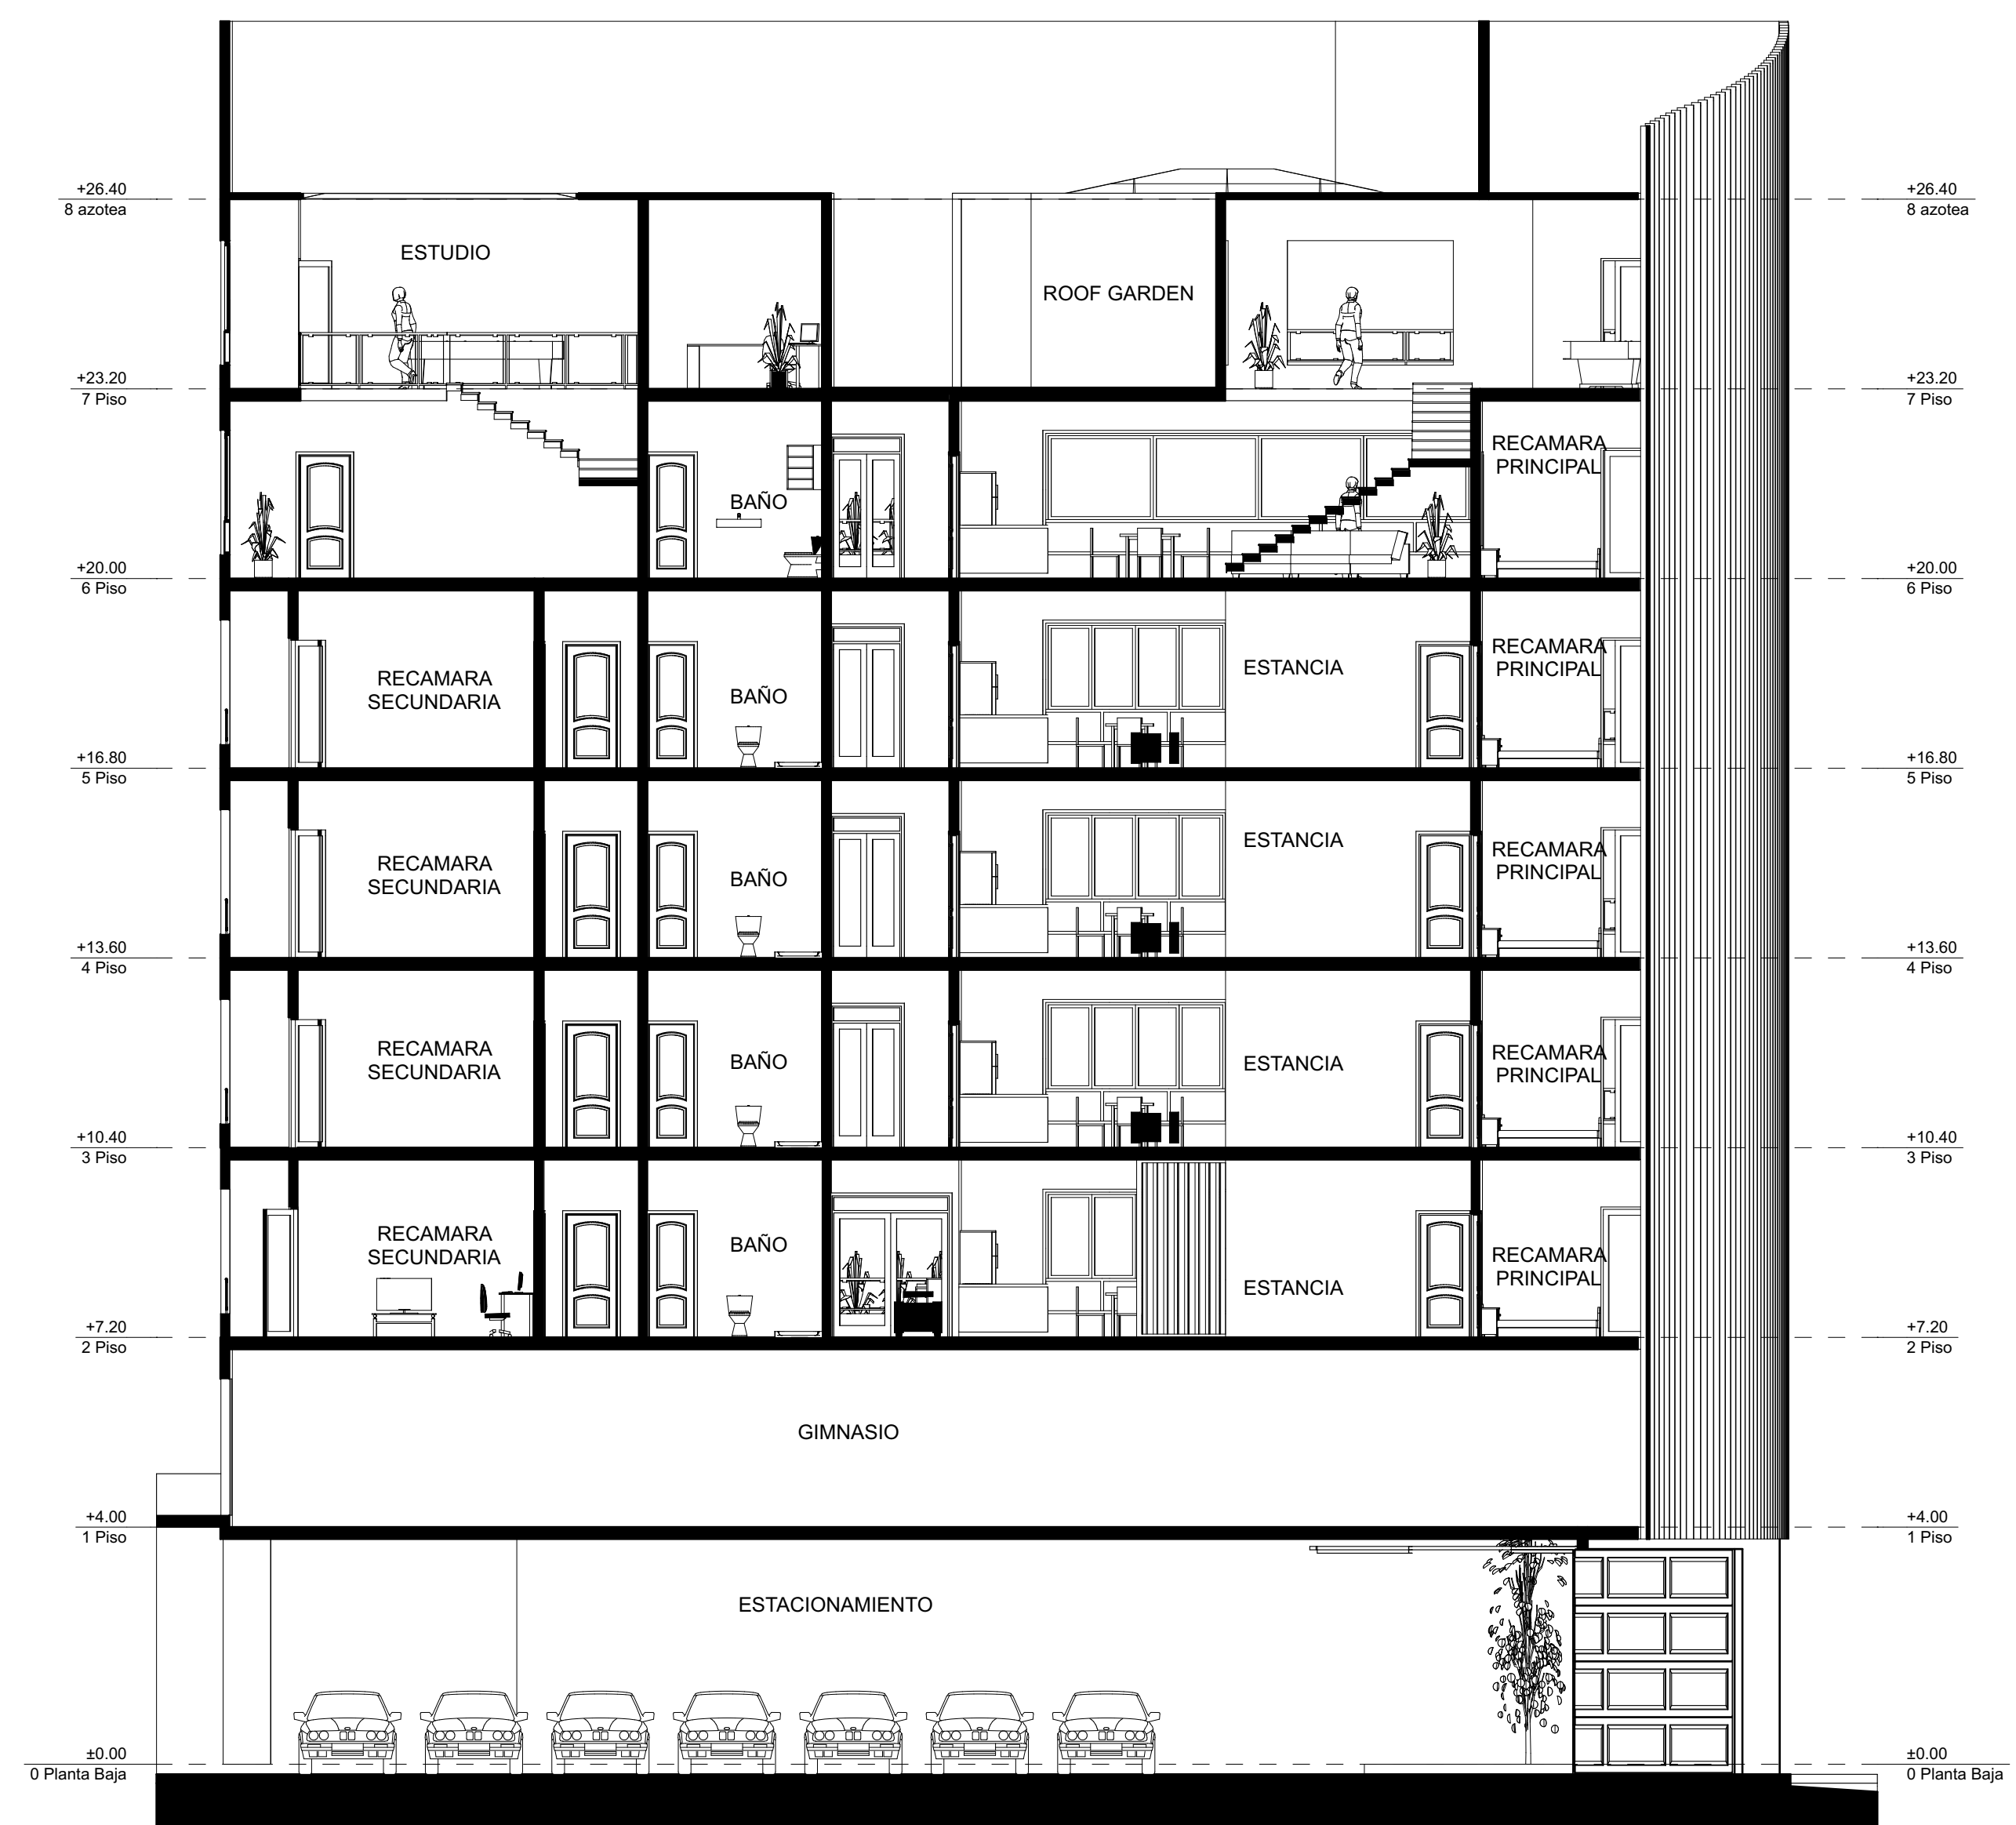 +26.40
8 azotea
+26.40
8 azotea
ESTUDIO
ROOF GARDEN
+23.20
7 Piso
+23.20
7 Piso
RECAMARA
PRINCIPAL
BAÑO
+20.00
6 Piso
+20.00
6 Piso
RECAMARA
SECUNDARIA
BAÑO
ESTANCIA
RECAMARA
PRINCIPAL
+16.80
5 Piso
+16.80
5 Piso
RECAMARA
SECUNDARIA
BAÑO
ESTANCIA
RECAMARA
PRINCIPAL
+13.60
4 Piso
+13.60
4 Piso
RECAMARA
SECUNDARIA
BAÑO
ESTANCIA
RECAMARA
PRINCIPAL
+10.40
3 Piso
+10.40
3 Piso
RECAMARA
SECUNDARIA
BAÑO
ESTANCIA
RECAMARA
PRINCIPAL
+7.20
2 Piso
+7.20
2 Piso
GIMNASIO
+4.00
1 Piso
+4.00
1 Piso
ESTACIONAMIENTO
±0.00
0 Planta Baja
±0.00
0 Planta Baja